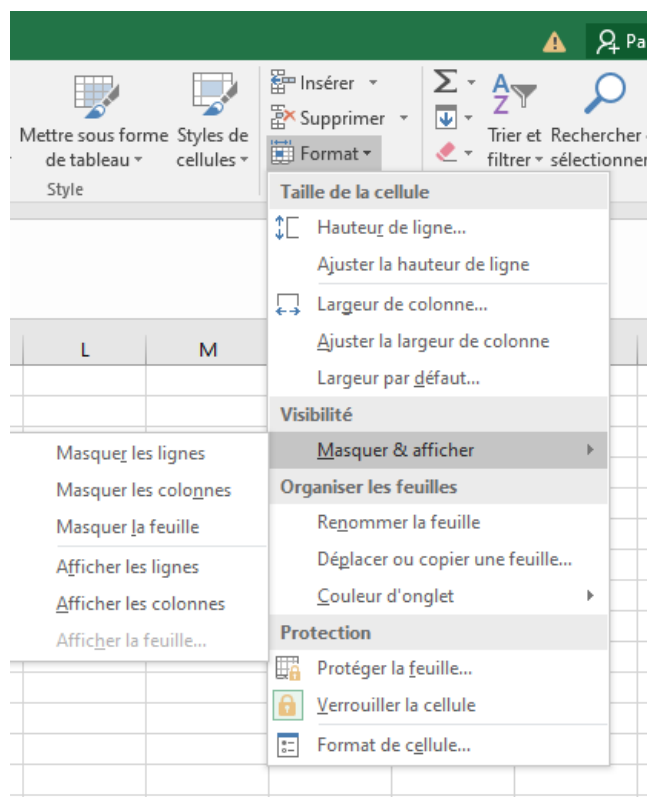 Pa
Insérer
Mettre sous forme
de tableau
Styles de
cellules
Supprimer
Format
Trier et
filtrer
Rechercher
sélectionner
Style
Taille de la cellule
Hauteur de ligne...
Ajuster la hauteur de ligne
Largeur de colonne...
Ajuster la largeur de colonne
Largeur par défaut...
L
M
Visibilité
Masquer & afficher
Masquer les lignes
Masquer les colonnes
Masquer la feuille
Afficher les lignes
Afficher les colonnes
Afficher la feuille...
Organiser les feuilles
Renommer la feuille
Déplacer ou copier une feuille...
Couleur d'onglet
Protection
Protéger la feuille...
Verrouiller la cellule
Format de cellule...